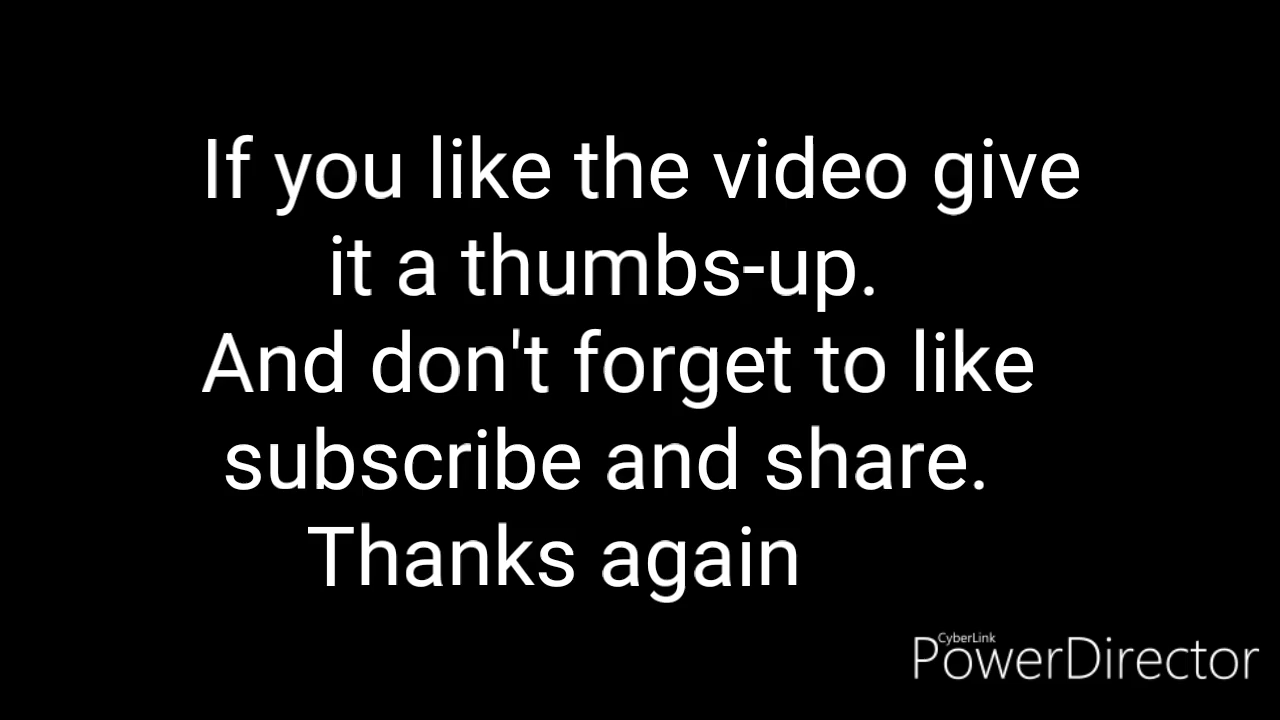 If you like the video give
it a thumbs-up.
And don't forget to like
subscribe and share.
Thanks again
CyberLink
PowerDirector